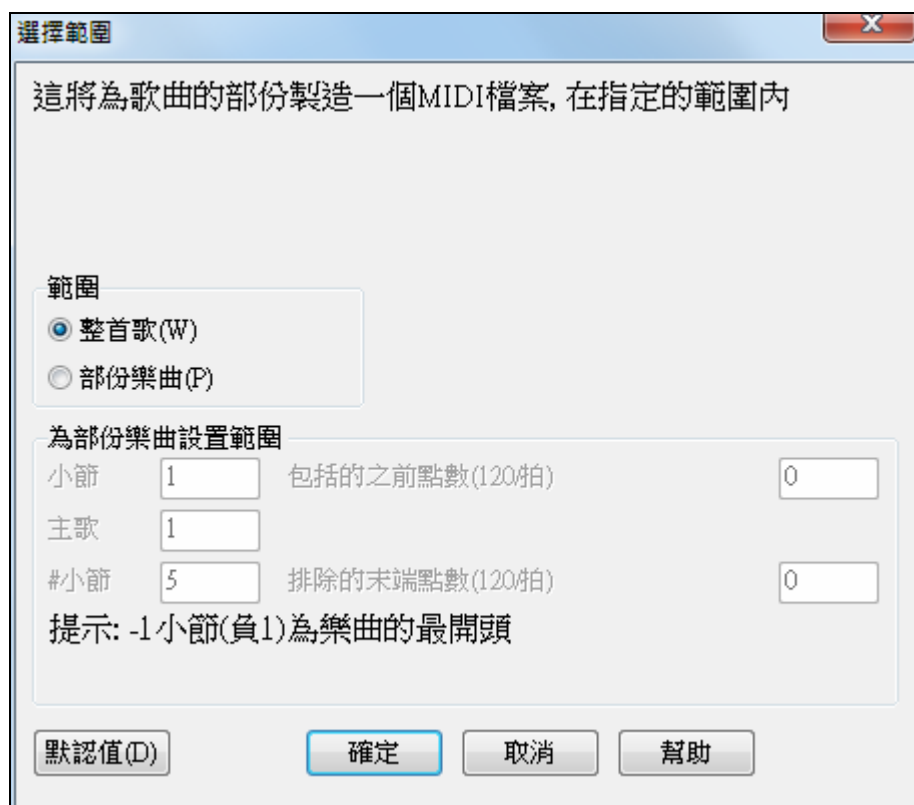 選擇範圍
這將為歌曲的部份製造一個MIDI檔案, 在指定的範圍內
範圍
整首歌(W)
部份樂曲(P)
為部份樂曲設置範圍
小節 1 包括的之前點數(120/拍) 0
主歌 1
#小節 5 排除的末端點數(120/拍) 0
提示: -1小節(負1)為樂曲的最開頭
默認值(D) 確定 取消 幫助